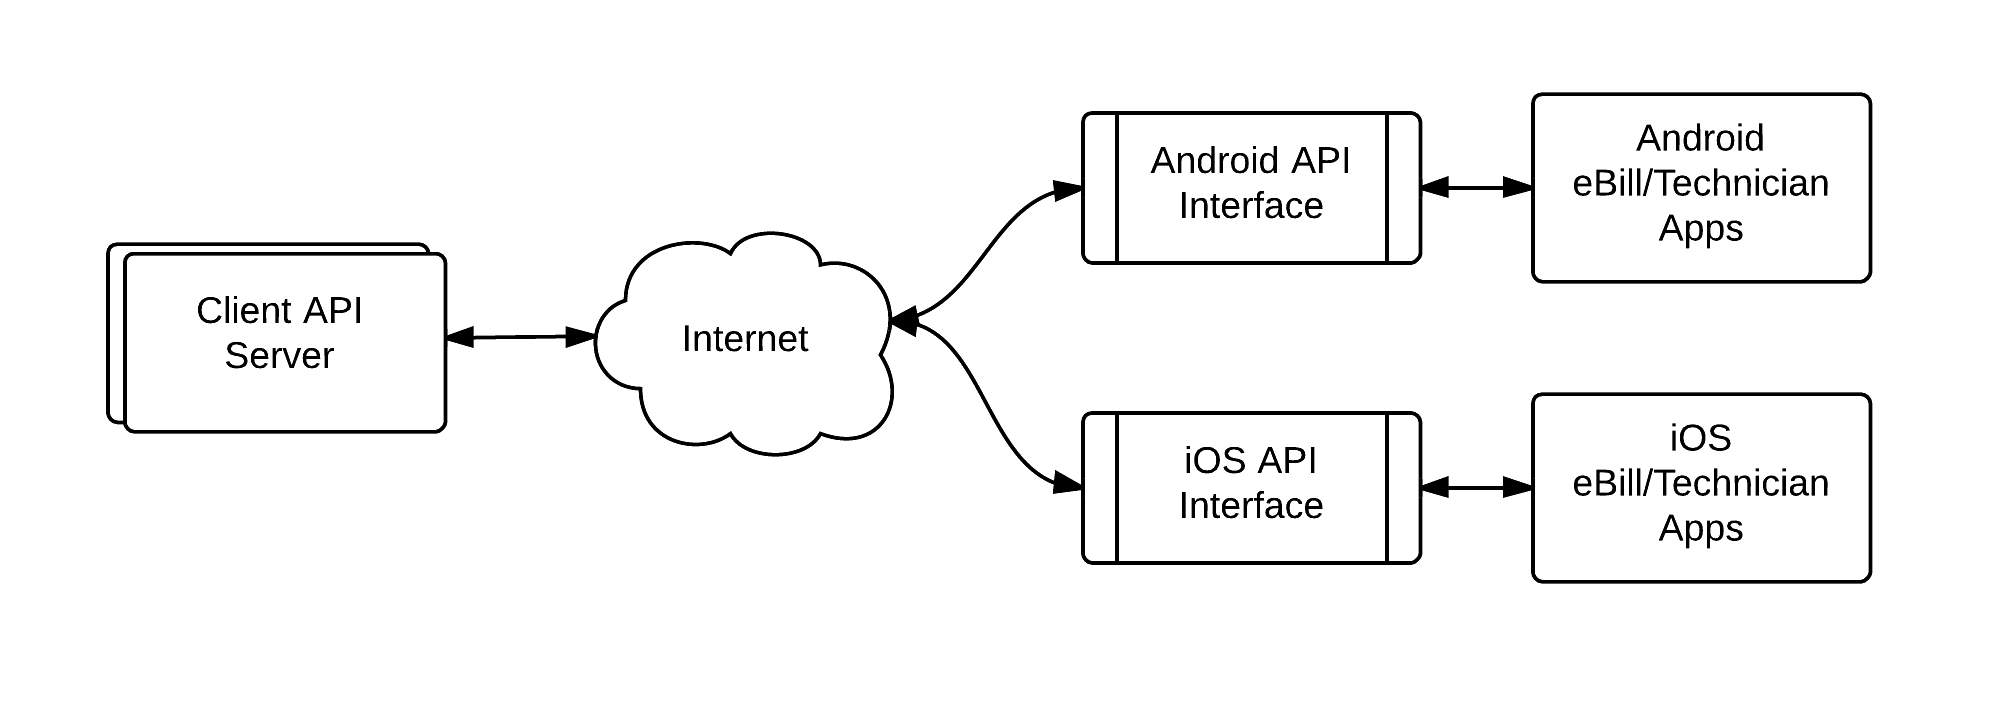 Client API
Server
Internet
Android API
Interface
Android
eBill/Technician
Apps
iOS API
Interface
iOS
eBill/Technician
Apps